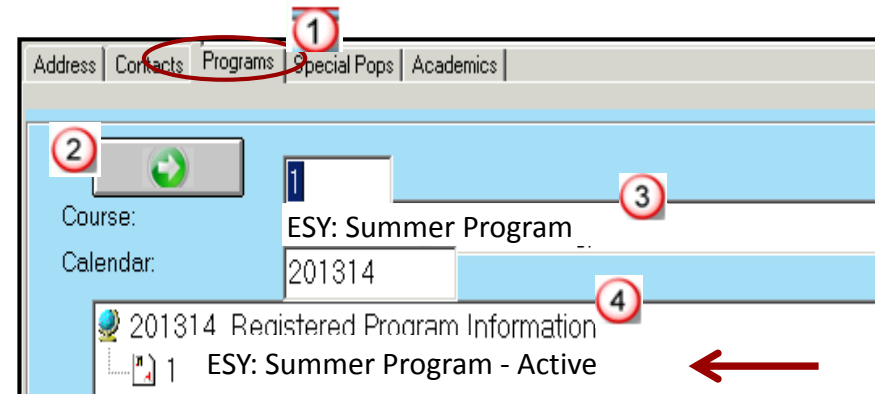 1
Address Contacts Programs Special Pops Academics
2
1
3
Course: ESY: Summer Program
Calendar: 201314
4
201314 Registered Program Information
1 ESY: Summer Program - Active